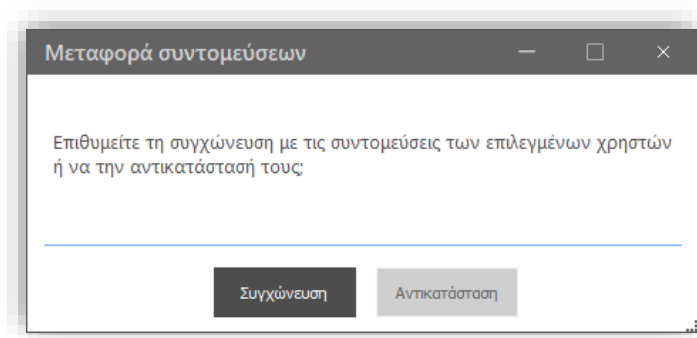 Μεταφορά συντομεύσεων
Επιθυμείτε τη συγχώνευση με τις συντομεύσεις των επιλεγμένων χρηστών
ή να την αντικατάστασή τους;
Συγχώνευση
Αντικατάσταση